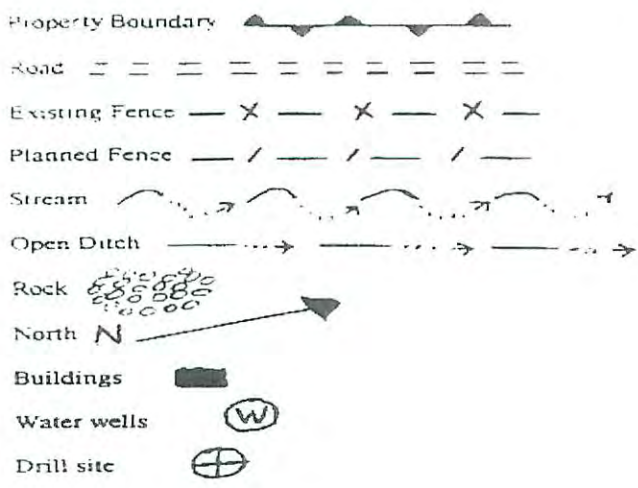 Property Boundary
Road
Existing Fence
Planned Fence
Stream
Open Ditch
Rock
North N
Buildings
Water wells W
Drill site